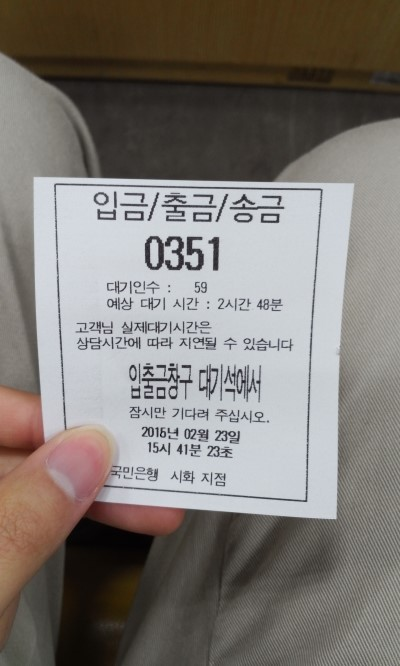 입금/출금/송금
0351
대기인수 : 59
예상 대기 시간 : 2시간 48분
고객님 실제대기시간은
상담시간에 따라 지연될 수 있습니다
입출금창구 대기석에서
잠시만 기다려 주십시오.
2016년 02월 23일
15시 41분 23초
국민은행 시화 지점